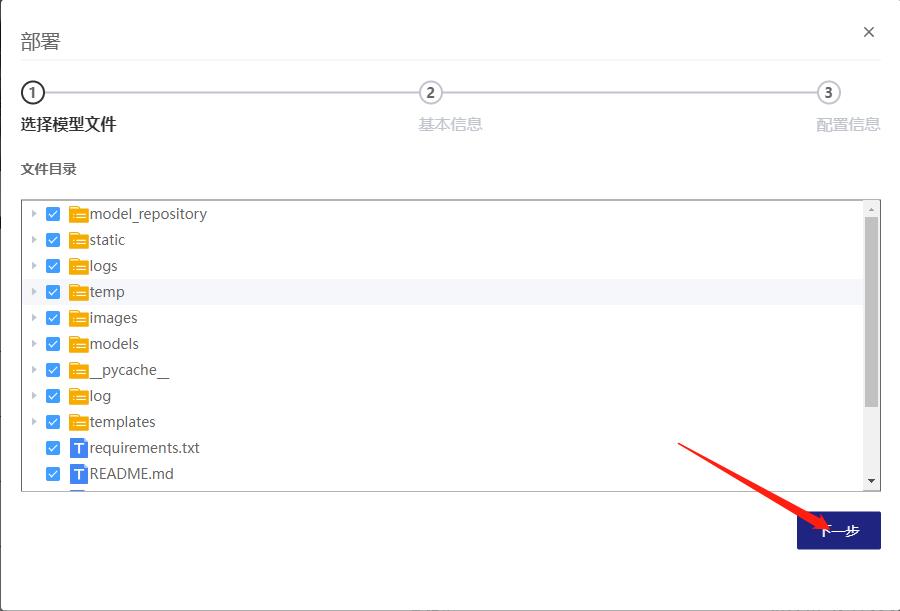 部署
1
2
3
选择模型文件
基本信息
配置信息
文件目录
model_repository
static
logs
temp
images
models
__pycache__
log
templates
requirements.txt
README.md
下一步